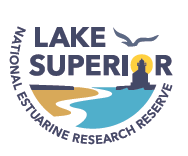 LAKE
SUPERIOR
NATIONAL ESTUARINE RESEARCH RESERVE